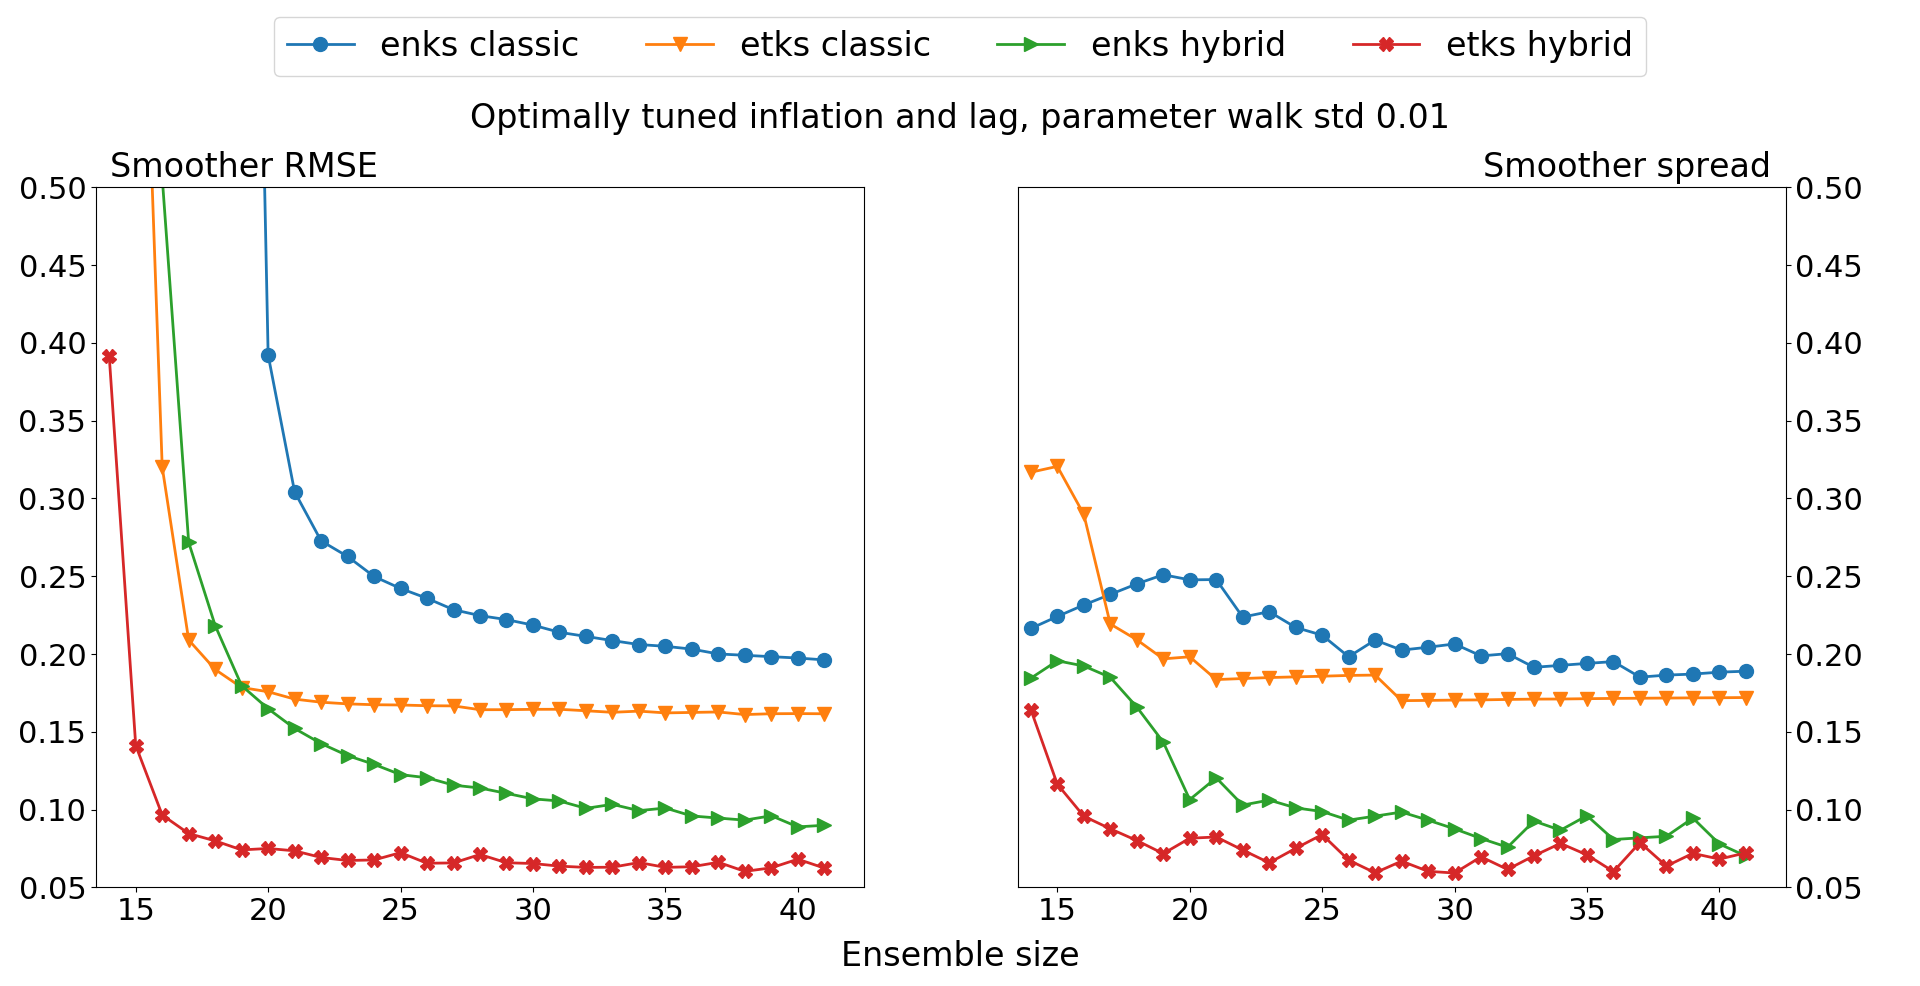 enks classic etks classic enks hybrid etks hybrid
Optimally tuned inflation and lag, parameter walk std 0.01
Smoother RMSE Smoother spread
0.50 0.50
0.45 0.45
0.40 0.40
0.35 0.35
0.30 0.30
0.25 0.25
0.20 0.20
0.15 0.15
0.10 0.10
0.05 0.05
15 20 25 30 35 40 15 20 25 30 35 40
Ensemble size